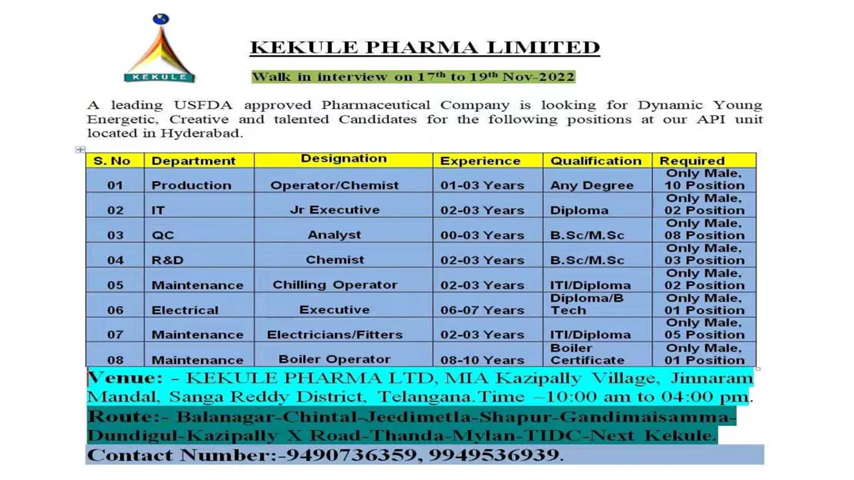 KEKULE
KEKULE PHARMA LIMITED
Walk in interview on 17th to 19th Nov-2022
A leading USFDA approved Pharmaceutical Company is looking for Dynamic Young
Energetic, Creative and talented Candidates for the following positions at our API unit
located in Hyderabad.
S. No Department Designation Experience Qualification Required
01 Production Operator/Chemist 01-03 Years Any Degree Only Male, 10 Position
02 IT Jr Executive 02-03 Years Diploma Only Male, 02 Position
03 QC Analyst 00-03 Years B.Sc/M.Sc Only Male, 08 Position
04 R&D Chemist 02-03 Years B.Sc/M.Sc Only Male, 03 Position
05 Maintenance Chilling Operator 02-03 Years ITI/Diploma Only Male, 02 Position
06 Electrical Executive 06-07 Years Diploma/B Tech Only Male, 01 Position
07 Maintenance Electricians/Fitters 02-03 Years ITI/Diploma Only Male, 05 Position
08 Maintenance Boiler Operator 08-10 Years Boiler Certificate Only Male, 01 Position
Venue: - KEKULE PHARMA LTD, MIA Kazipally Village, Jinnaram
Mandal, Sanga Reddy District, Telangana.Time –10:00 am to 04:00 pm.
Route:- Balanagar-Chintal-Jeedimetla-Shapur-Gandimaisamma-
Dundigul-Kazipally X Road-Thanda-Mylan-TIDC-Next Kekule.
Contact Number:-9490736359, 9949536939.